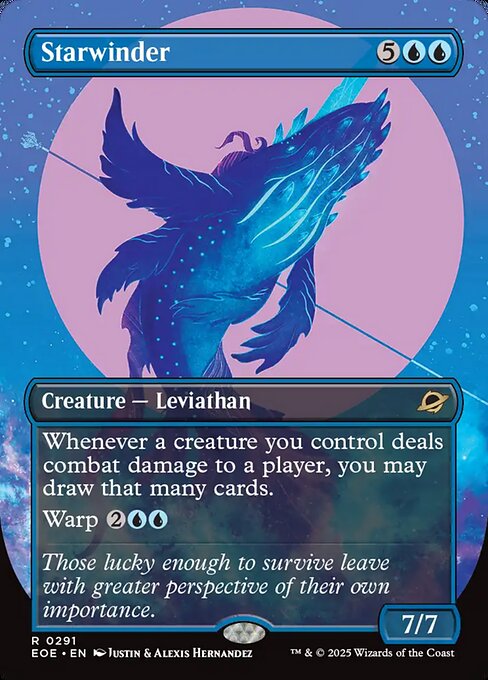 Starwinder 5
Creature — Leviathan
Whenever a creature you control deals
combat damage to a player, you may
draw that many cards.
Warp 2
Those lucky enough to survive leave
with greater perspective of their own
importance.
7/7
R 0291
EOE • EN Justin & Alexis Hernandez
™ & © 2025 Wizards of the Coast